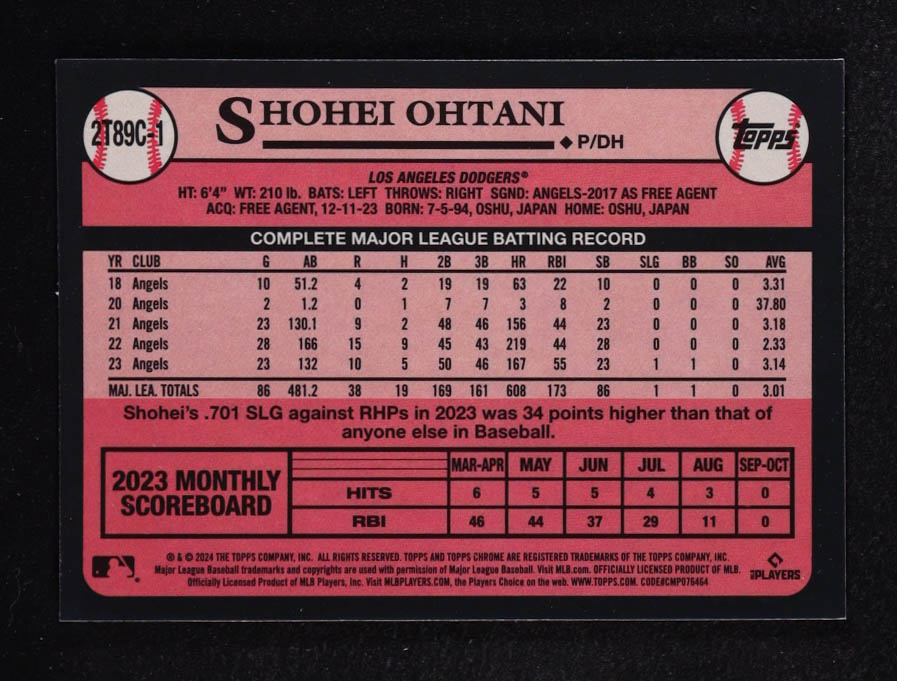 2T89C-1
SHOHEI OHTANI
P/DH
TOPPS
LOS ANGELES DODGERS®
HT: 6'4" WT: 210 lb. BATS: LEFT THROWS: RIGHT SGND: ANGELS-2017 AS FREE AGENT
ACQ: FREE AGENT, 12-11-23 BORN: 7-5-94, OSHU, JAPAN HOME: OSHU, JAPAN
COMPLETE MAJOR LEAGUE BATTING RECORD
YR CLUB G AB R H 2B 3B HR RBI SB SLG BB SO AVG
18 Angels 10 51.2 4 2 19 19 63 22 10 0 0 0 3.31
20 Angels 2 1.2 0 1 7 7 3 8 2 0 0 0 37.80
21 Angels 23 130.1 9 2 48 46 156 44 23 0 0 0 3.18
22 Angels 28 166 15 9 45 43 219 44 28 0 0 0 2.33
23 Angels 23 132 10 5 50 46 167 55 23 1 1 0 3.14
MAJ. LEA. TOTALS 86 481.2 38 19 169 161 608 173 86 1 1 0 3.01
Shohei's .701 SLG against RHPs in 2023 was 34 points higher than that of
anyone else in Baseball.
2023 MONTHLY
SCOREBOARD
MAR-APR MAY JUN JUL AUG SEP-OCT
HITS 6 5 5 4 3 0
RBI 46 44 37 29 11 0
® & © 2024 THE TOPPS COMPANY, INC. ALL RIGHTS RESERVED. TOPPS AND TOPPS CHROME ARE REGISTERED TRADEMARKS OF THE TOPPS COMPANY, INC.
Major League Baseball trademarks and copyrights are used with permission of Major League Baseball. Visit MLB.com. OFFICIALLY LICENSED PRODUCT OF MLB.
Officially Licensed Product of MLB Players, Inc. Visit MLBPLAYERS.COM, the Players Choice on the web. WWW.TOPPS.COM. CODE#CMP076464
MLB PLAYERS